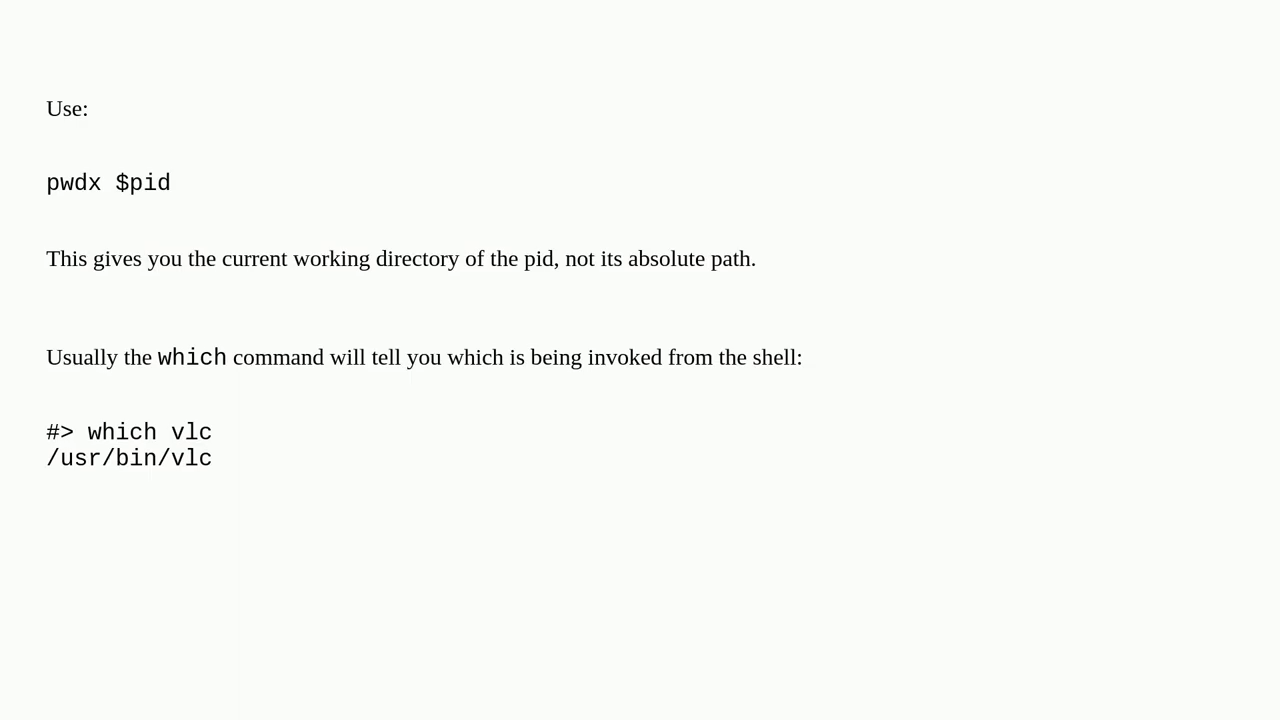 Use:
pwdx $pid
This gives you the current working directory of the pid, not its absolute path.
Usually the which command will tell you which is being invoked from the shell:
#> which vlc
/usr/bin/vlc